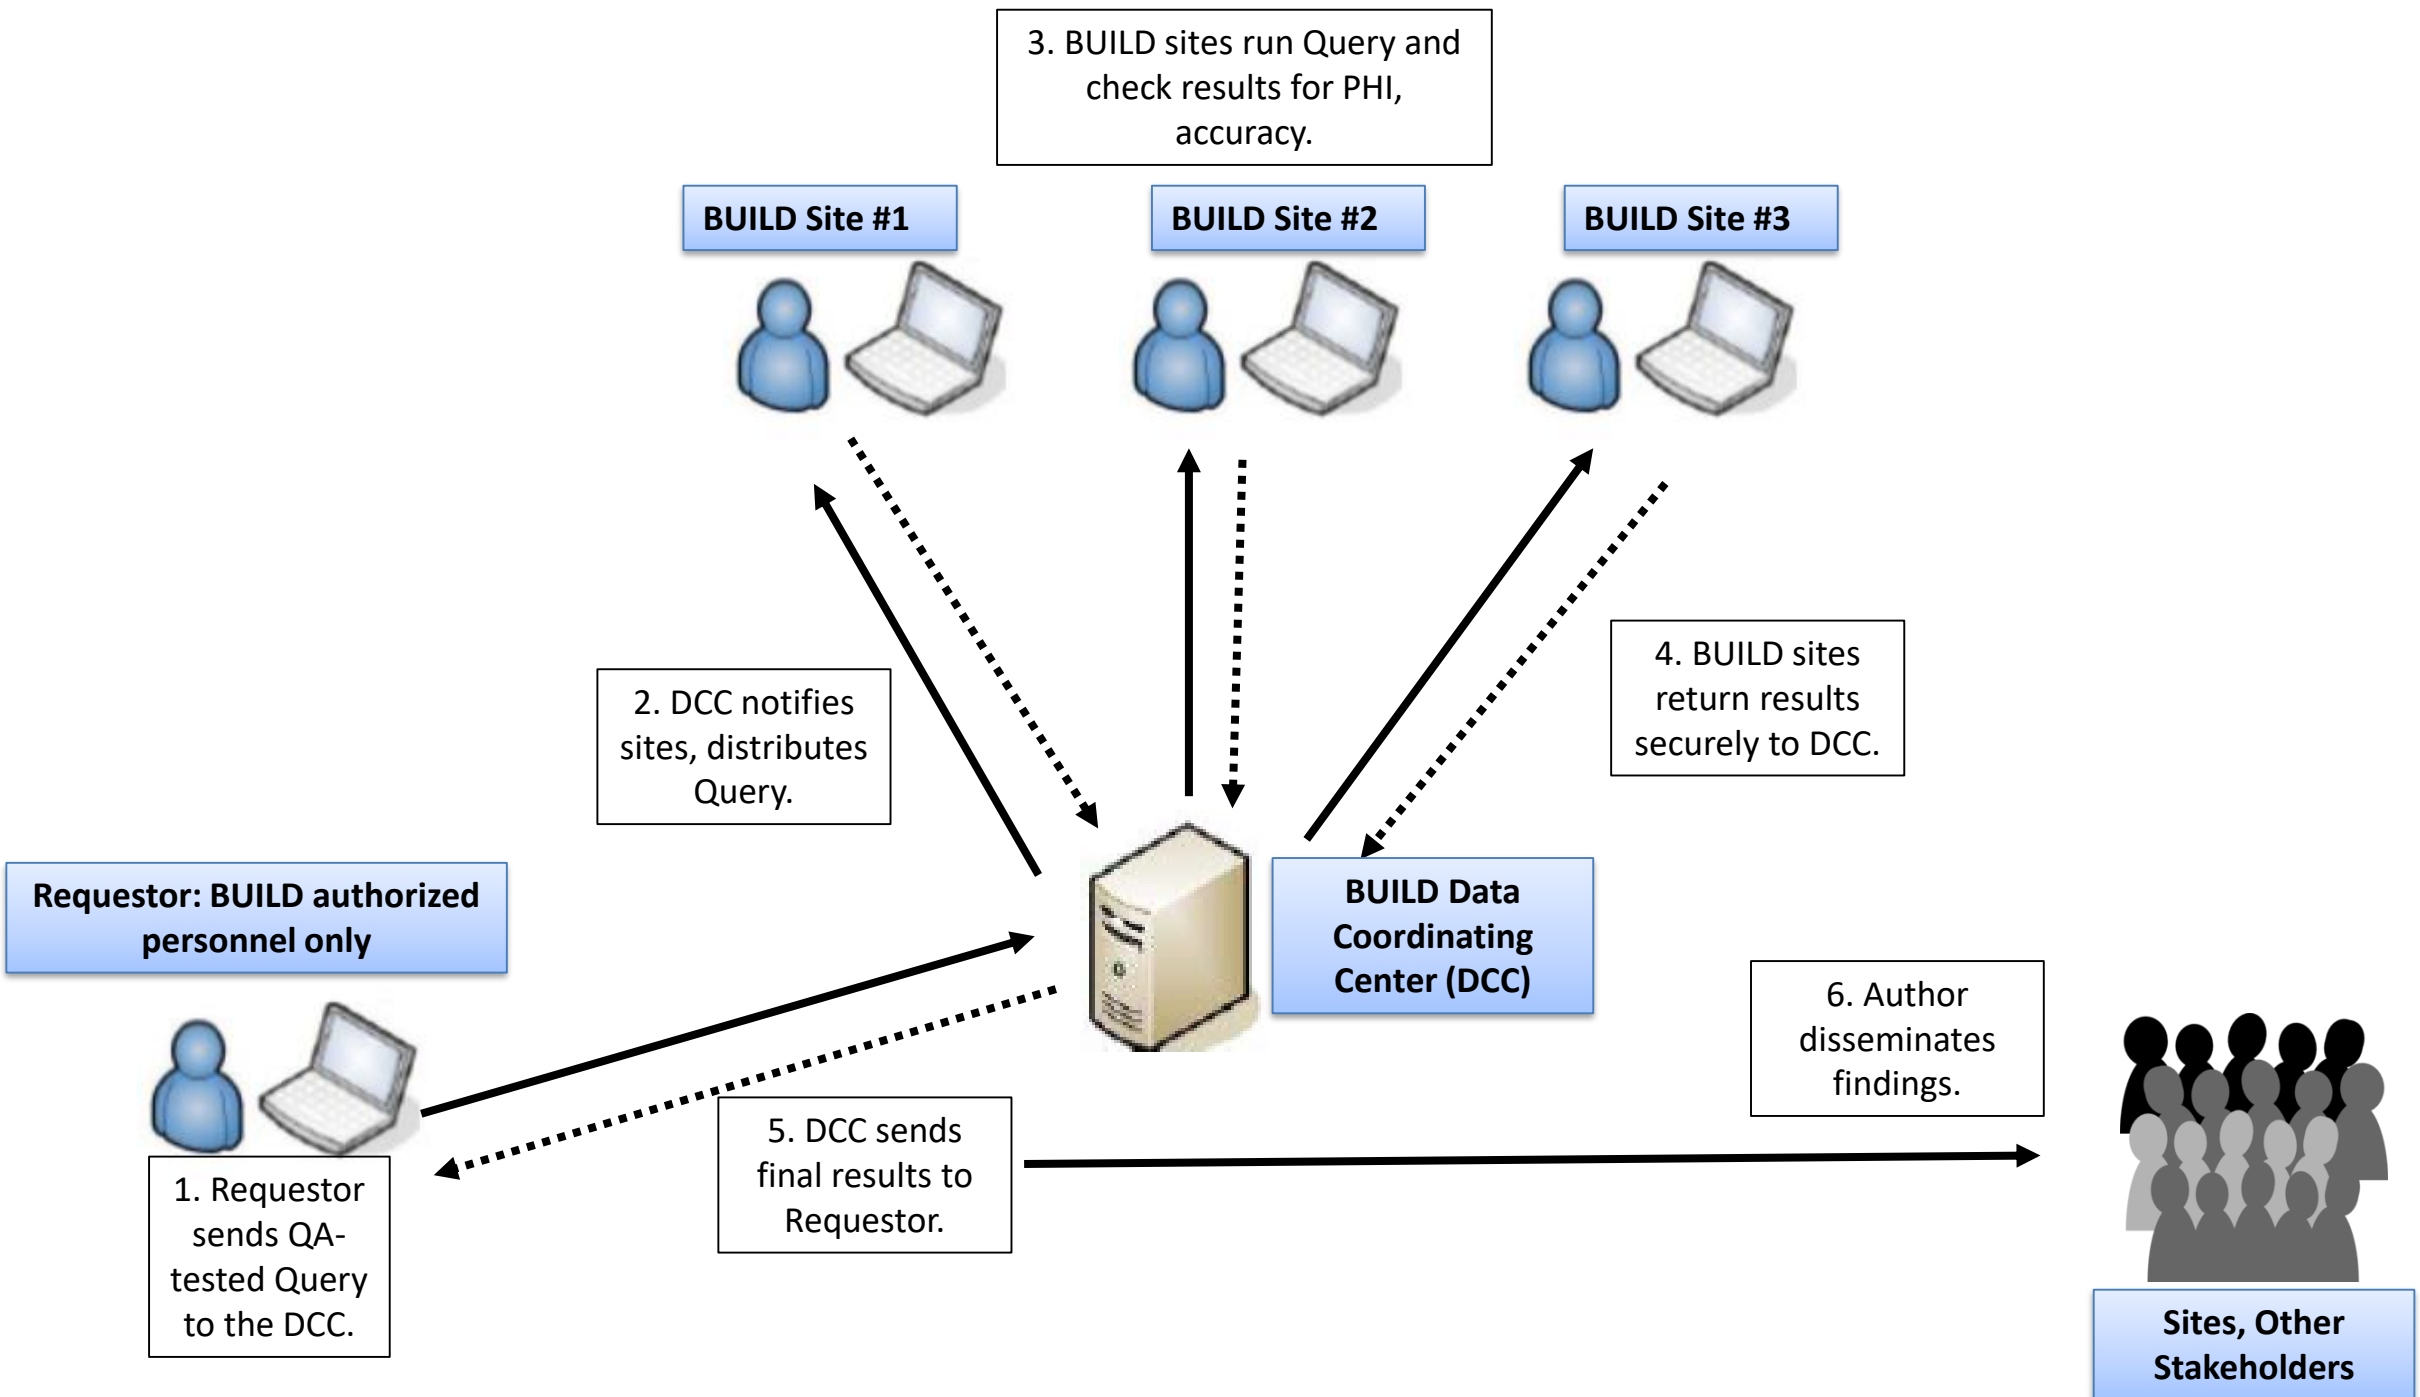 3. BUILD sites run Query and
check results for PHI,
accuracy.
BUILD Site #1
BUILD Site #2
BUILD Site #3
2. DCC notifies
sites, distributes
Query.
4. BUILD sites
return results
securely to DCC.
Requestor: BUILD authorized
personnel only
BUILD Data
Coordinating
Center (DCC)
1. Requestor
sends QA-
tested Query
to the DCC.
5. DCC sends
final results to
Requestor.
6. Author
disseminates
findings.
Sites, Other
Stakeholders